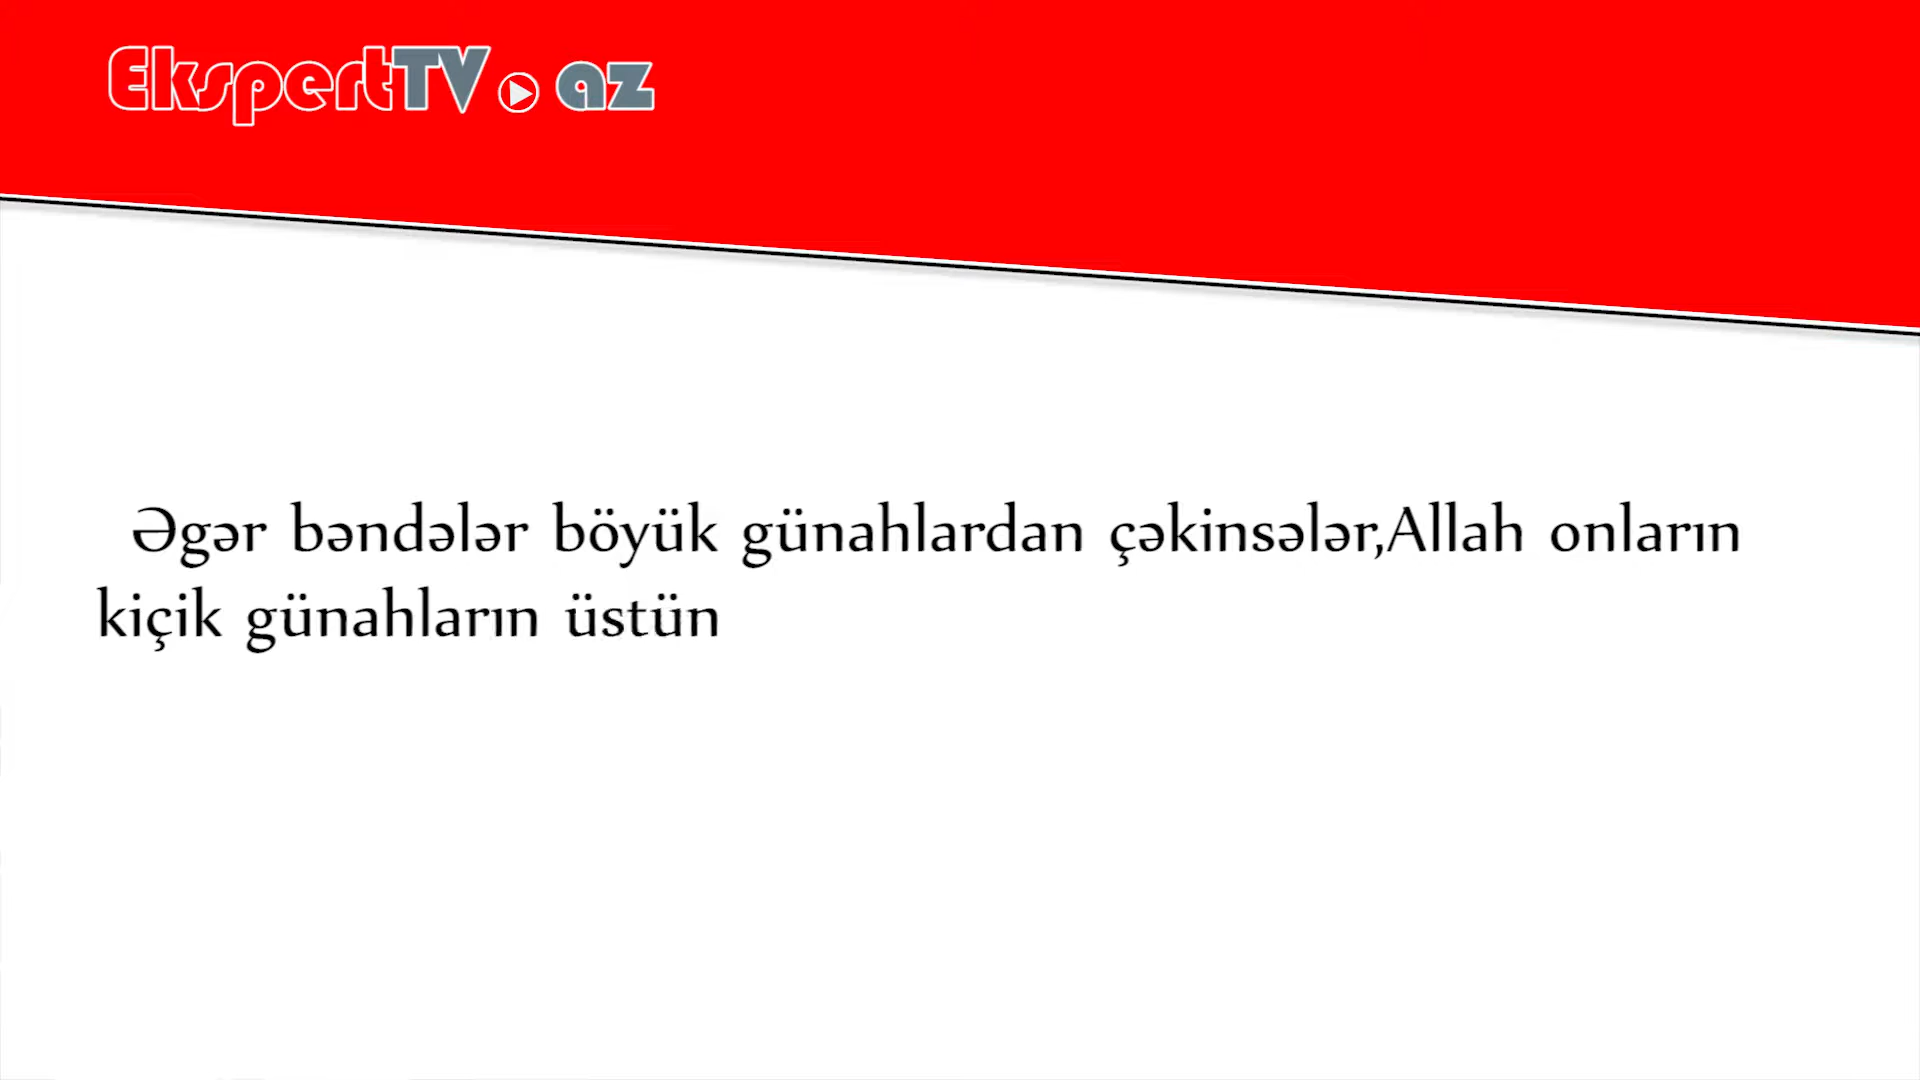 EkspertTV az
Əgər bəndələr böyük günahlardan çəkinsələr,Allah onların
kiçik günahların üstün